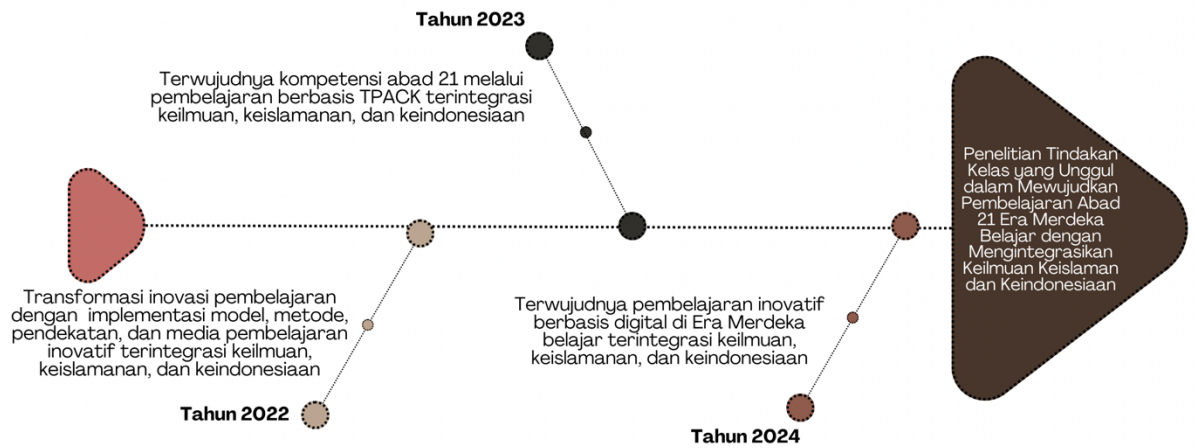 Tahun 2023
Terwujudnya kompetensi abad 21 melalui
pembelajaran berbasis TPACK terintegrasi
keilmuan, keislamanan, dan keindonesiaan
Transformasi inovasi pembelajaran
dengan implementasi model, metode,
pendekatan, dan media pembelajaran
inovatif terintegrasi keilmuan,
keislamanan, dan keindonesiaan
Tahun 2022
Terwujudnya pembelajaran inovatif
berbasis digital di Era Merdeka
belajar terintegrasi keilmuan,
keislamanan, dan keindonesiaan
Tahun 2024
Penelitian Tindakan
Kelas yang Unggul
dalam Mewujudkan
Pembelajaran Abad
21 Era Merdeka
Belajar dengan
Mengintegrasikan
Keilmuan Keislaman
dan Keindonesiaan